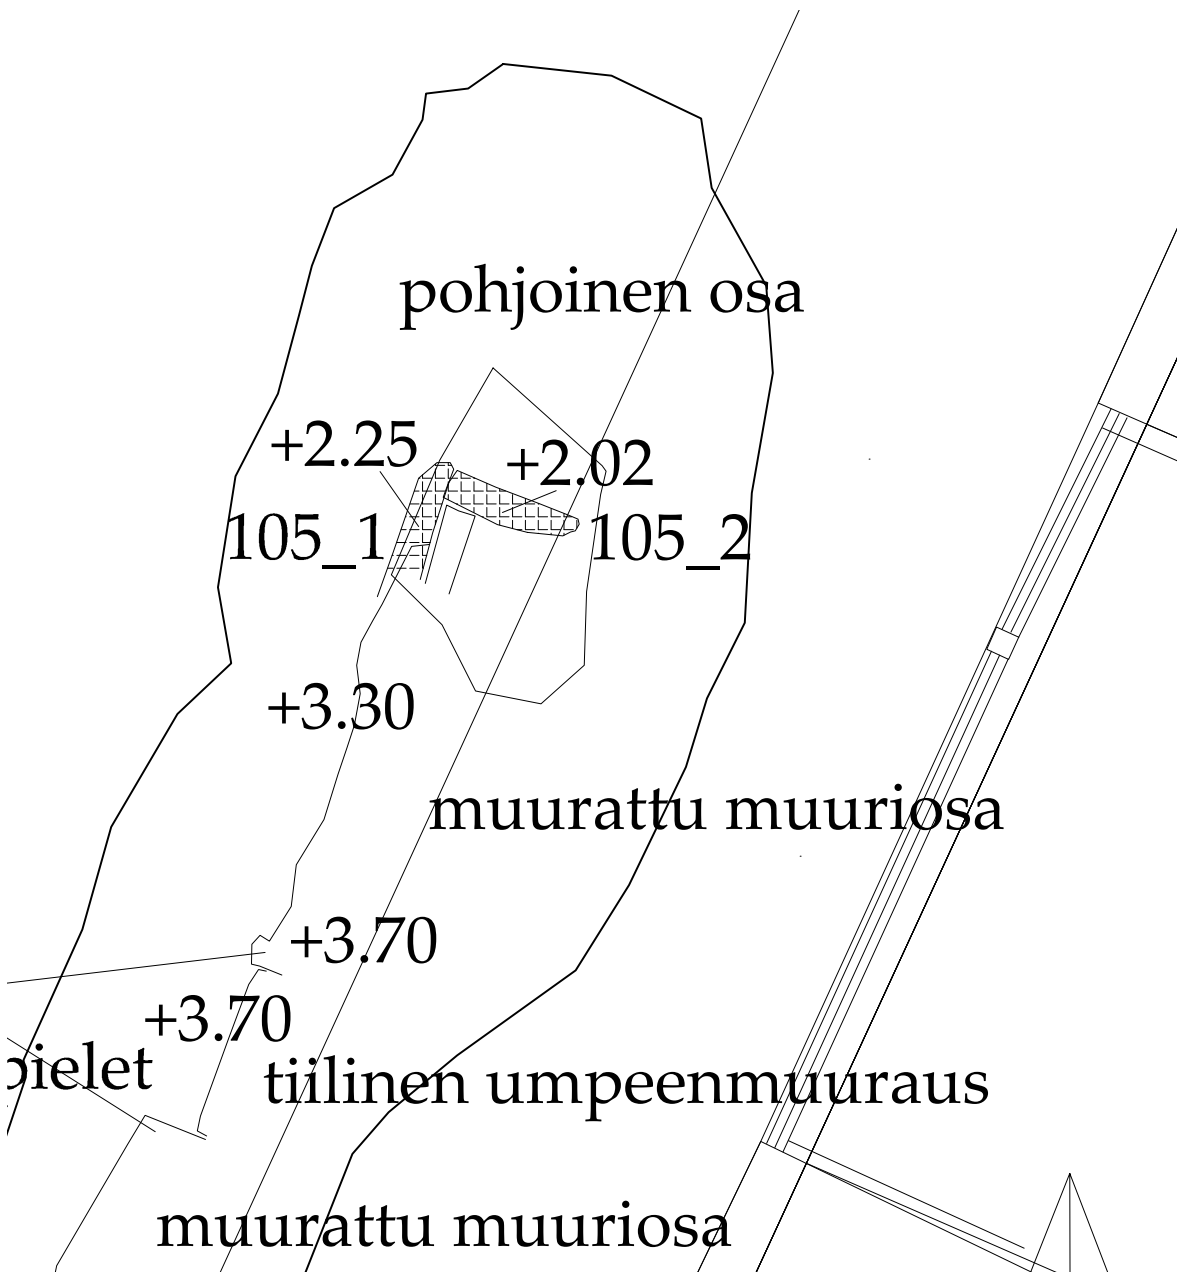 pohjoinen osa
+2.25
+2.02
105_1
105_2
+3.30
muurattu muuriosa
+3.70
+3.70
tiilinen umpeenmuuraus
muurattu muuriosa